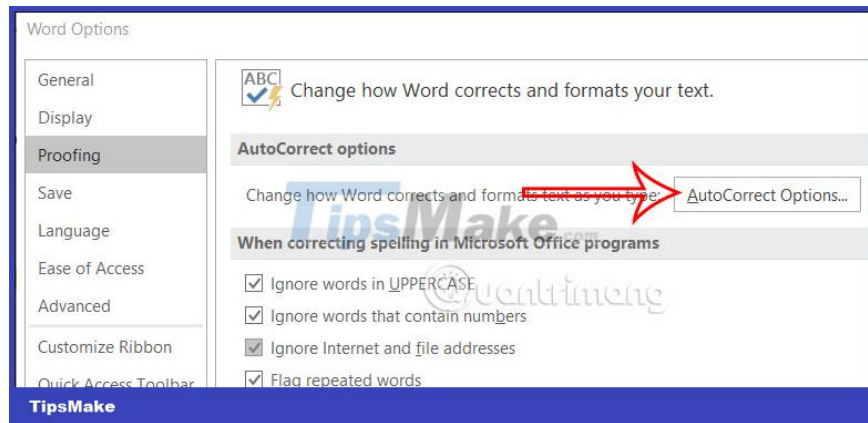 Word Options
General
Display
Proofing
Save
Language
Ease of Access
Advanced
Customize Ribbon
Quick Access Toolbar
ABC
Change how Word corrects and formats your text.
AutoCorrect options
Change how Word corrects and formats text as you type:
AutoCorrect Options...
TipsMake.com
When correcting spelling in Microsoft Office programs
Ignore words in UPPERCASE
@uantrimang
Ignore words that contain numbers
Ignore Internet and file addresses
Flag repeated words
TipsMake